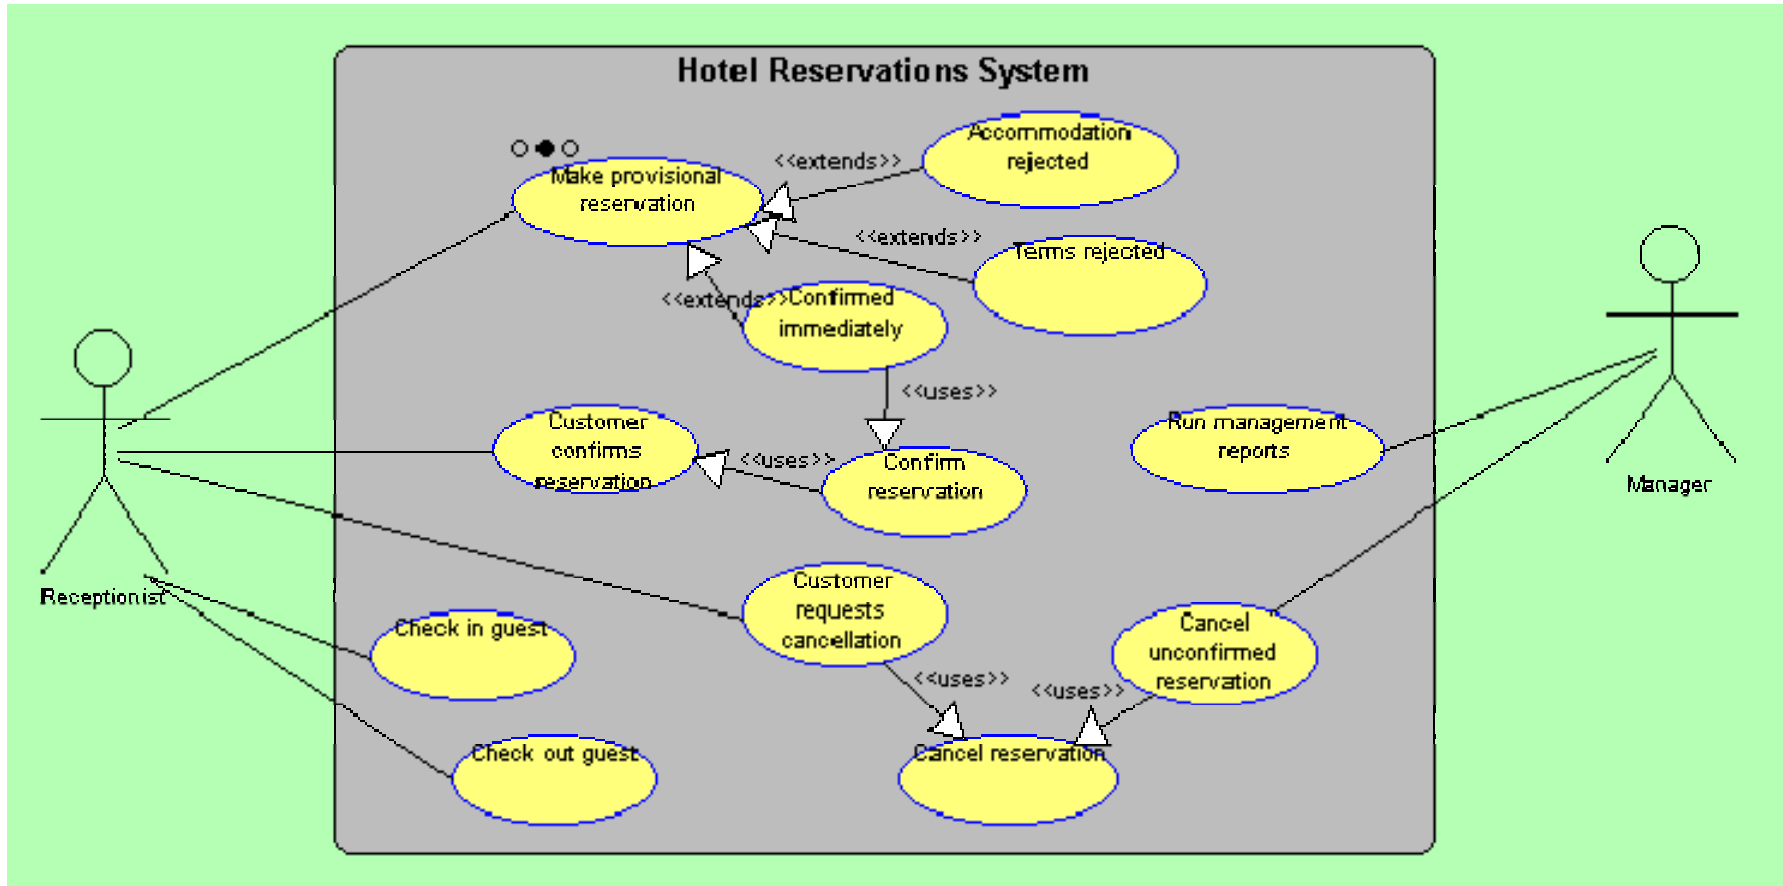 Hotel Reservations System
Accommodation
rejected
<<extends>>
Make provisional
reservation
<<extends>>
Terms rejected
<<extends>>
Confirmed
immediately
<<uses>>
Customer
confirms
reservation
<<uses>>
Confirm
reservation
Run management
reports
Manager
Receptionist
Customer
requests
cancellation
Check in guest
Cancel
unconfirmed
reservation
<<uses>>
<<uses>>
Check out guest
Cancel reservation